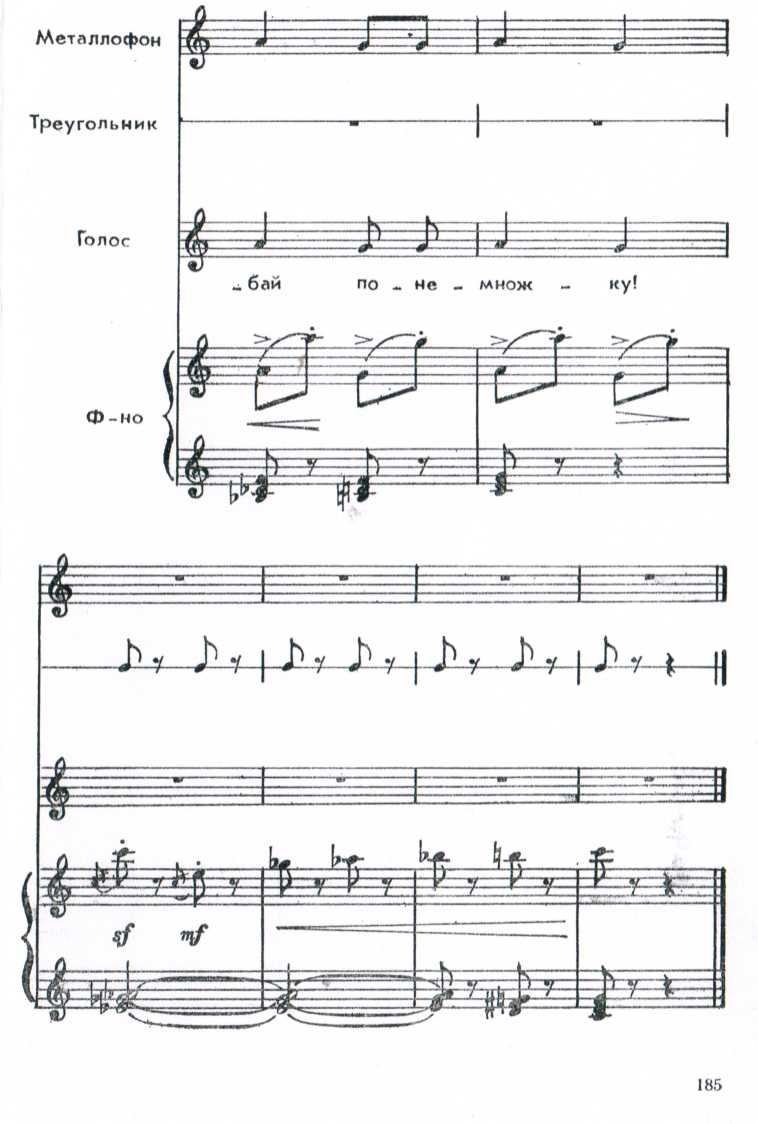 Металлофон
Треугольник
Голос
- бай по - не - множ - ку!
Ф-но
sf mf
185